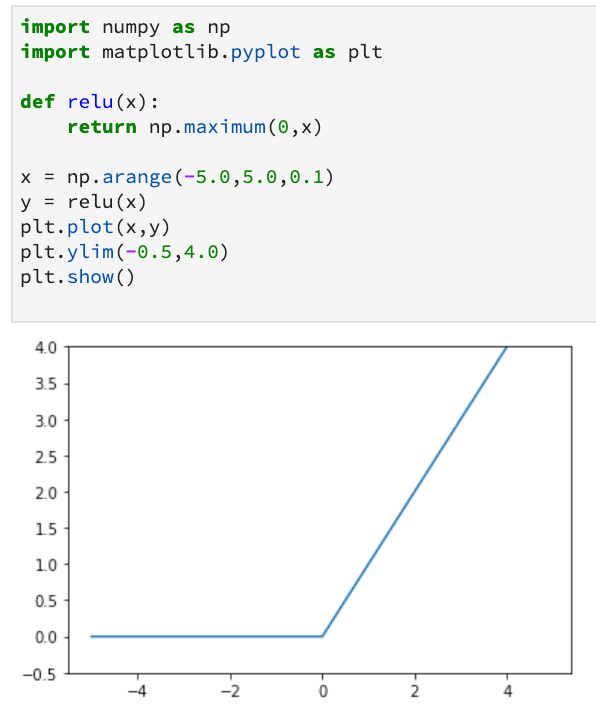 import numpy as np
import matplotlib.pyplot as plt
def relu(x):
    return np.maximum(0,x)
x = np.arange(-5.0,5.0,0.1)
y = relu(x)
plt.plot(x,y)
plt.ylim(-0.5,4.0)
plt.show()
4.0
3.5
3.0
2.5
2.0
1.5
1.0
0.5
0.0
−0.5
−4 −2 0 2 4